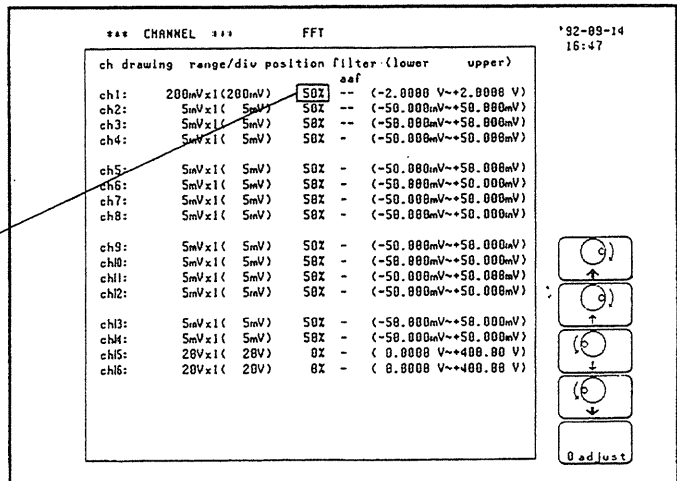 *** CHANNEL *** FFT '92-09-14
16:47
ch drawing range/div position filter (lower upper)
aaf
ch1: 200mVx1(200mV) 50% -- (-2.0000 V~+2.0000 V)
ch2: 5mVx1( 5mV) 50% -- (-50.000mV~+50.000mV)
ch3: 5mVx1( 5mV) 50% -- (-50.000mV~+50.000mV)
ch4: 5mVx1( 5mV) 50% - (-50.000mV~+50.000mV)
ch5: 5mVx1( 5mV) 50% - (-50.000mV~+50.000mV)
ch6: 5mVx1( 5mV) 50% - (-50.000mV~+50.000mV)
ch7: 5mVx1( 5mV) 50% - (-50.000mV~+50.000mV)
ch8: 5mVx1( 5mV) 50% - (-50.000mV~+50.000mV)
ch9: 5mVx1( 5mV) 50% - (-50.000mV~+50.000mV)
ch10: 5mVx1( 5mV) 50% - (-50.000mV~+50.000mV)
ch11: 5mVx1( 5mV) 50% - (-50.000mV~+50.000mV)
ch12: 5mVx1( 5mV) 50% - (-50.000mV~+50.000mV)
ch13: 5mVx1( 5mV) 50% - (-50.000mV~+50.000mV)
ch14: 5mVx1( 5mV) 50% - (-50.000mV~+50.000mV)
ch15: 20Vx1( 20V) 0% - ( 0.0000 V~+400.00 V)
ch16: 20Vx1( 20V) 0% - ( 0.0000 V~+400.00 V)
0 adjust